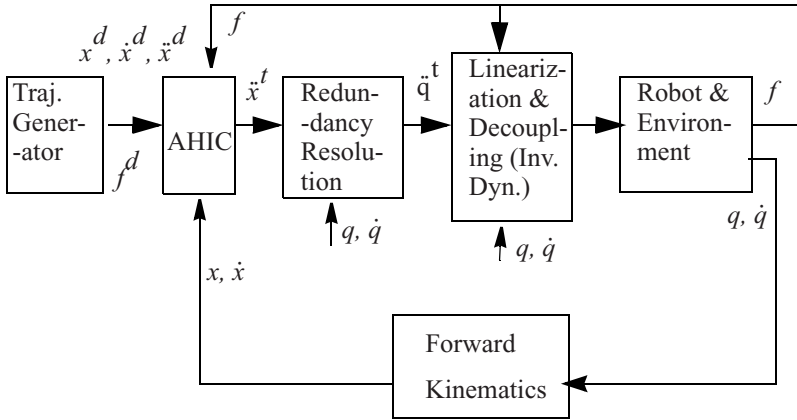 f
x^d, ẋ^d, ẍ^d
Traj.
Gener-
-ator
f^d
AHIC
ẍ^t
Redun-
-dancy
Resolu-
tion
q, q̇
q̈^t
Lineariz-
ation &
Decoupl-
ing (Inv.
Dyn.)
q, q̇
Robot &
Environ-
ment
f
q, q̇
x, ẋ
Forward
Kinematics